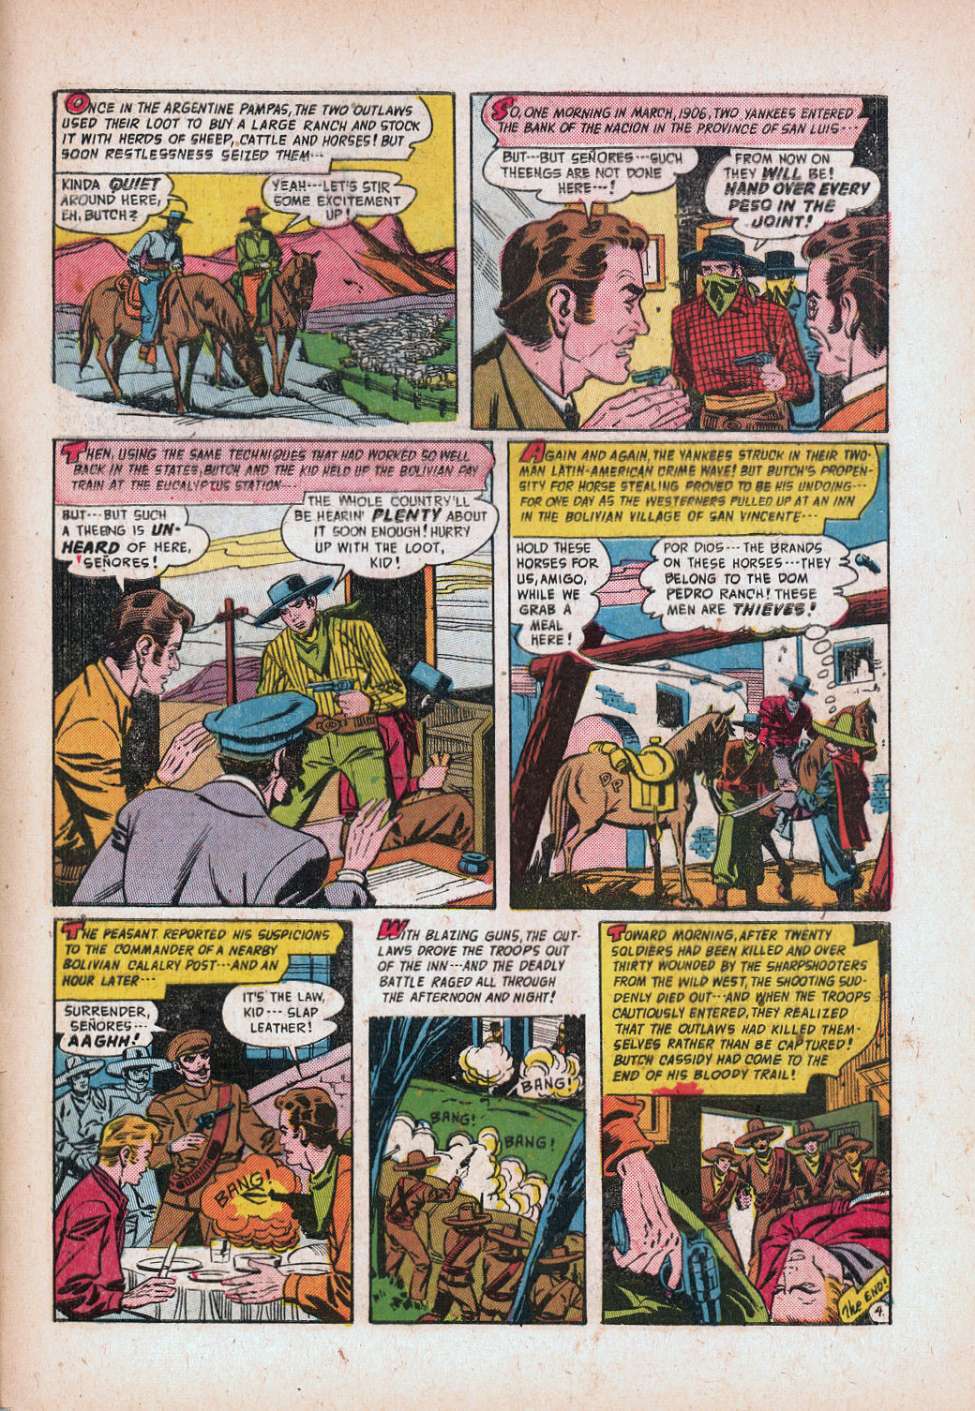 ONCE IN THE ARGENTINE PAMPAS, THE TWO OUTLAWS
USED THEIR LOOT TO BUY A LARGE RANCH AND STOCK
IT WITH HERDS OF SHEEP, CATTLE AND HORSES! BUT
SOON RESTLESSNESS SEIZED THEM---
KINDA QUIET
AROUND HERE,
EH, BUTCH?
YEAH---LET'S STIR
SOME EXCITEMENT
UP!
SO, ONE MORNING IN MARCH, 1906, TWO YANKEES ENTERED
THE BANK OF THE NACION IN THE PROVINCE OF SAN LUIS---
BUT---BUT SEÑORES---SUCH
THEENGS ARE NOT DONE
HERE---!
FROM NOW ON
THEY WILL BE!
HAND OVER EVERY
PESO IN THE
JOINT!
THEN, USING THE SAME TECHNIQUES THAT HAD WORKED SO WELL
BACK IN THE STATES, BUTCH AND THE KID HELD UP THE BOLIVIAN PAY
TRAIN AT THE EUCALYPTUS STATION---
BUT---BUT SUCH
A THEENG IS UN-
HEARD OF HERE,
SEÑORES!
THE WHOLE COUNTRY'LL
BE HEARIN' PLENTY ABOUT
IT SOON ENOUGH! HURRY
UP WITH THE LOOT,
KID!
AGAIN AND AGAIN, THE YANKEES STRUCK IN THEIR TWO-
MAN LATIN-AMERICAN CRIME WAVE! BUT BUTCH'S PROPEN-
SITY FOR HORSE STEALING PROVED TO BE HIS UNDOING---
FOR ONE DAY AS THE WESTERNERS PULLED UP AT AN INN
IN THE BOLIVIAN VILLAGE OF SAN VINCENTE---
HOLD THESE
HORSES FOR
US, AMIGO,
WHILE WE
GRAB A
MEAL
HERE!
POR DIOS---THE BRANDS
ON THESE HORSES---THEY
BELONG TO THE DOM
PEDRO RANCH! THESE
MEN ARE THIEVES!
DP
THE PEASANT REPORTED HIS SUSPICIONS
TO THE COMMANDER OF A NEARBY
BOLIVIAN CALALRY POST---AND AN
HOUR LATER---
SURRENDER,
SEÑORES---
AAGHH!
IT'S THE LAW,
KID---SLAP
LEATHER!
BANG!
WITH BLAZING GUNS, THE OUT-
LAWS DROVE THE TROOPS OUT
OF THE INN---AND THE DEADLY
BATTLE RAGED ALL THROUGH
THE AFTERNOON AND NIGHT!
BANG!
BANG!
BANG!
TOWARD MORNING, AFTER TWENTY
SOLDIERS HAD BEEN KILLED AND OVER
THIRTY WOUNDED BY THE SHARPSHOOTERS
FROM THE WILD WEST, THE SHOOTING SUD-
DENLY DIED OUT---AND WHEN THE TROOPS
CAUTIOUSLY ENTERED, THEY REALIZED
THAT THE OUTLAWS HAD KILLED THEM-
SELVES RATHER THAN BE CAPTURED!
BUTCH CASSIDY HAD COME TO THE
END OF HIS BLOODY TRAIL!
The END!
4.